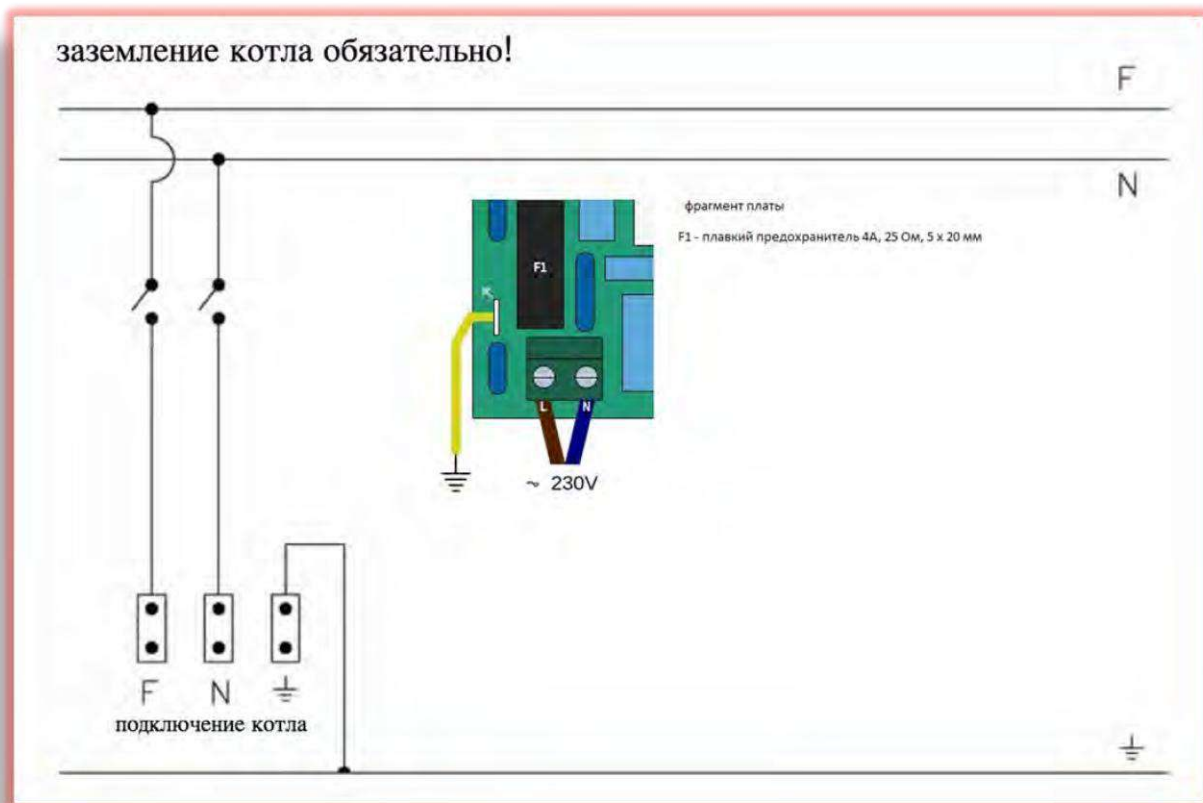 заземление котла обязательно!
F
N
фрагмент платы
F1 - плавкий предохранитель 4А, 25 Ом, 5 х 20 мм
F1
L N
~ 230V
F N
подключение котла